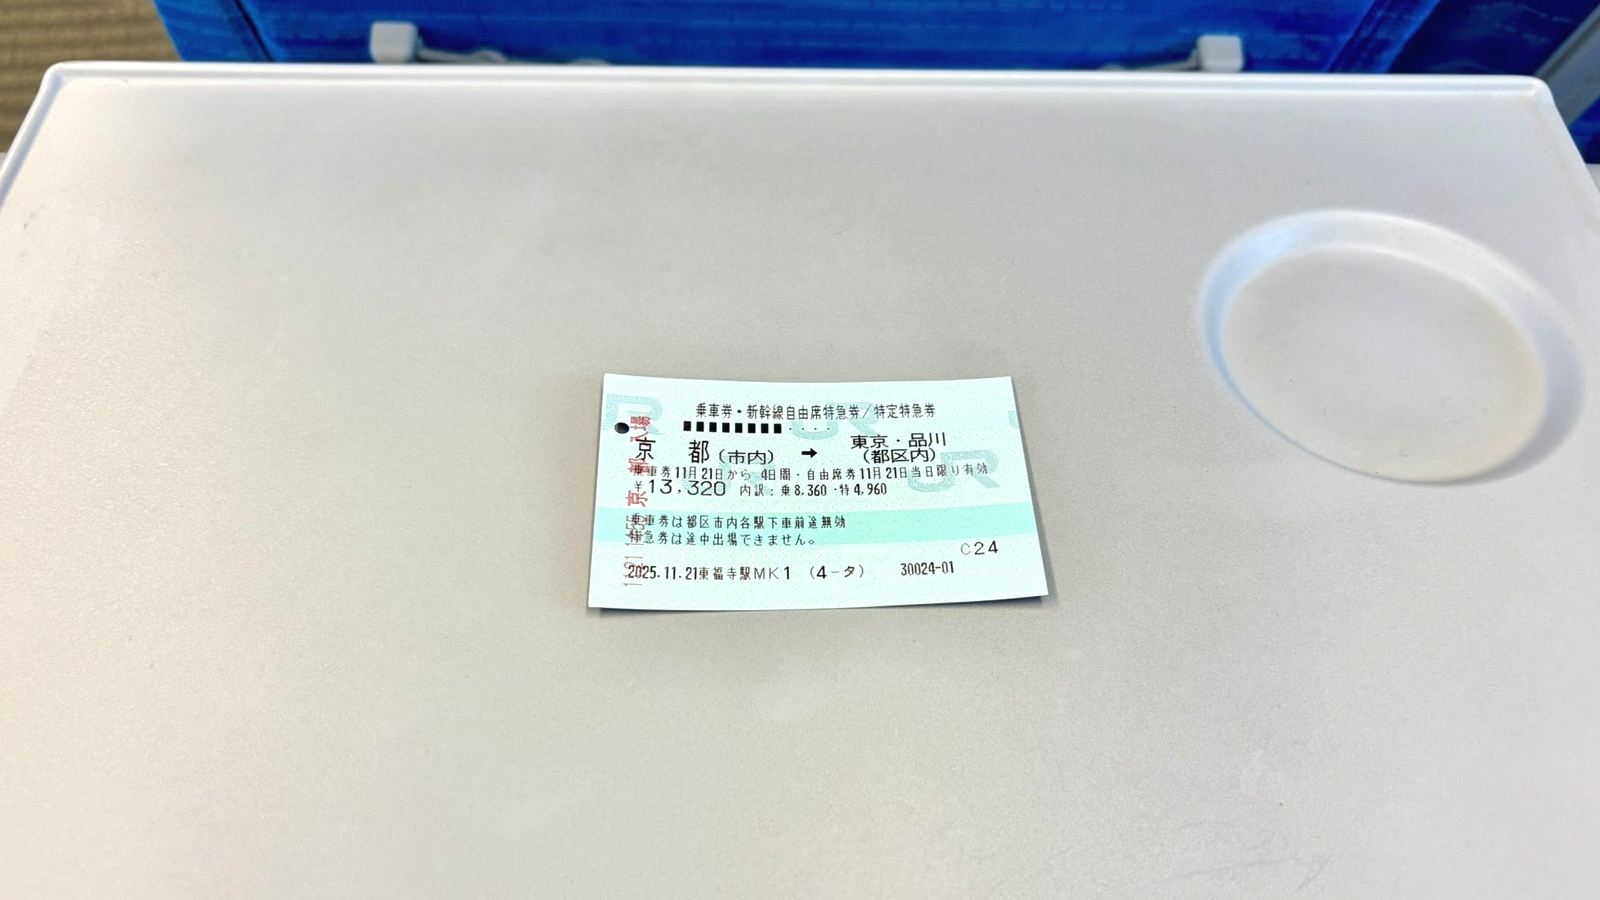 乗車券・新幹線自由席特急券/特定特急券
京都(市内) → 東京・品川(都区内)
乗車券11月21日から 4日間・自由席券11月21日当日限り有効
¥13,320 内訳:乗8,360・特4,960
乗車券は都区市内各駅下車前途無効
特急券は途中出場できません。
C24
2025.11.21東福寺駅MK1 (4-タ) 30024-01
京都 入場